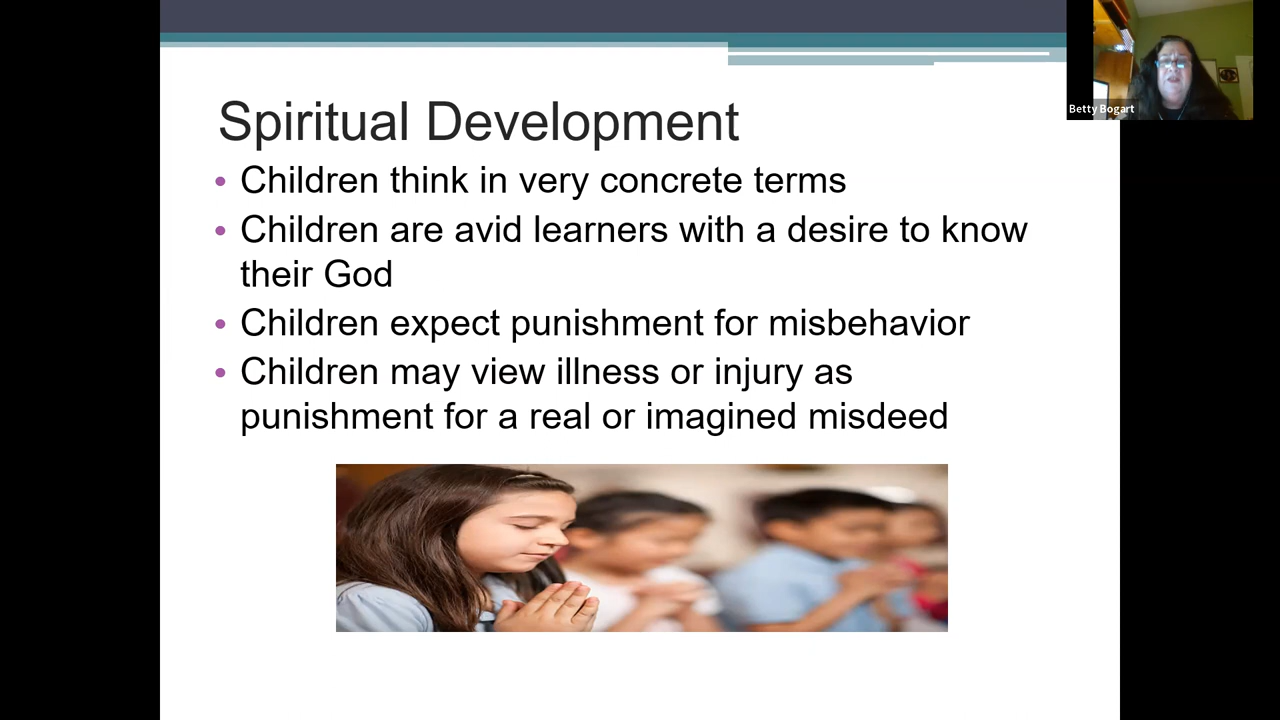 Betty Bogart
Spiritual Development
• Children think in very concrete terms
• Children are avid learners with a desire to know
their God
• Children expect punishment for misbehavior
• Children may view illness or injury as
punishment for a real or imagined misdeed